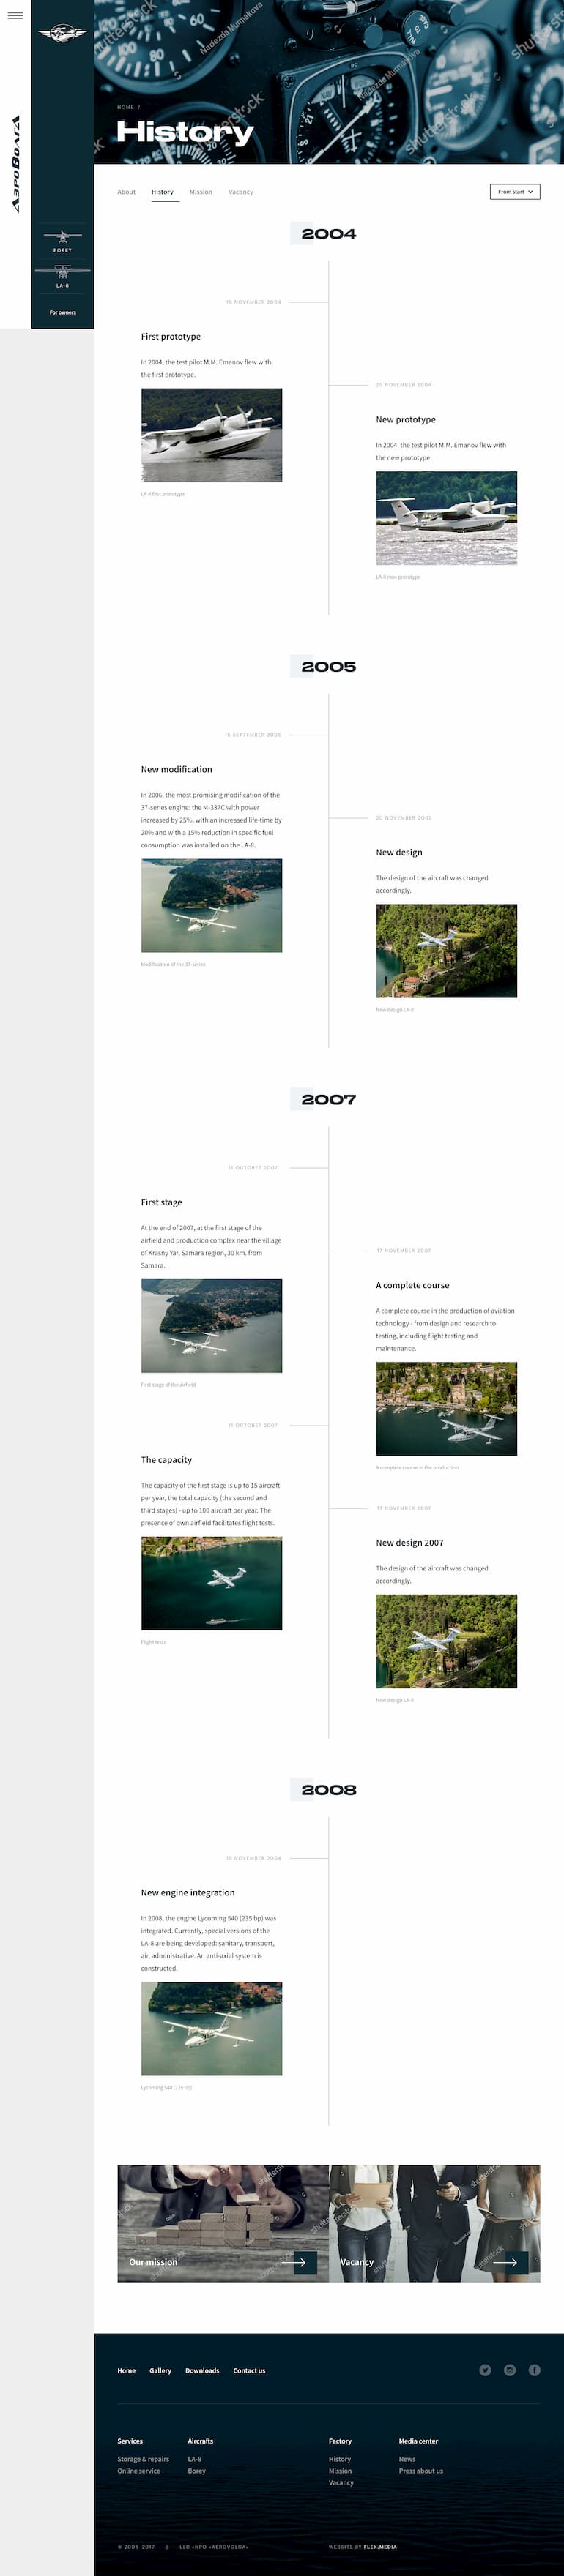 АэроВолга
BOREY
LA-8
For owners
HOME /
History
About
History
Mission
Vacancy
From start
2004
15 NOVEMBER 2004
First prototype
In 2004, the test pilot M.M. Emanov flew with
the first prototype.
LA-8 first prototype
25 NOVEMBER 2004
New prototype
In 2004, the test pilot M.M. Emanov flew with
the new prototype.
LA-8 new prototype
2005
15 SEPTEMBER 2005
New modification
In 2006, the most promising modification of the
37-series engine: the M-337C with power
increased by 25%, with an increased life-time by
20% and with a 15% reduction in specific fuel
consumption was installed on the LA-8.
Modification of the 37-series
30 NOVEMBER 2005
New design
The design of the aircraft was changed
accordingly.
New design LA-8
2007
11 OCTOBET 2007
First stage
At the end of 2007, at the first stage of the
airfield and production complex near the village
of Krasny Yar, Samara region, 30 km. from
Samara.
First stage of the airfield
17 NOVEMBER 2007
A complete course
A complete course in the production of aviation
technology - from design and research to
testing, including flight testing and
maintenance.
A complete course in the production
11 OCTOBET 2007
The capacity
The capacity of the first stage is up to 15 aircraft
per year, the total capacity (the second and
third stages) - up to 100 aircraft per year. The
presence of own airfield facilitates flight tests.
Flight tests
17 NOVEMBER 2007
New design 2007
The design of the aircraft was changed
accordingly.
New design LA-8
2008
15 NOVEMBER 2004
New engine integration
In 2008, the engine Lycoming 540 (235 bp) was
integrated. Currently, special versions of the
LA-8 are being developed: sanitary, transport,
air, administrative. An anti-axial system is
constructed.
Lycoming 540 (235 bp)
Our mission
Vacancy
Home
Gallery
Downloads
Contact us
Services
Storage & repairs
Online service
Aircrafts
LA-8
Borey
Factory
History
Mission
Vacancy
Media center
News
Press about us
© 2006-2017 | LLC «NPO «AEROVOLGA»
WEBSITE BY FLEX.MEDIA